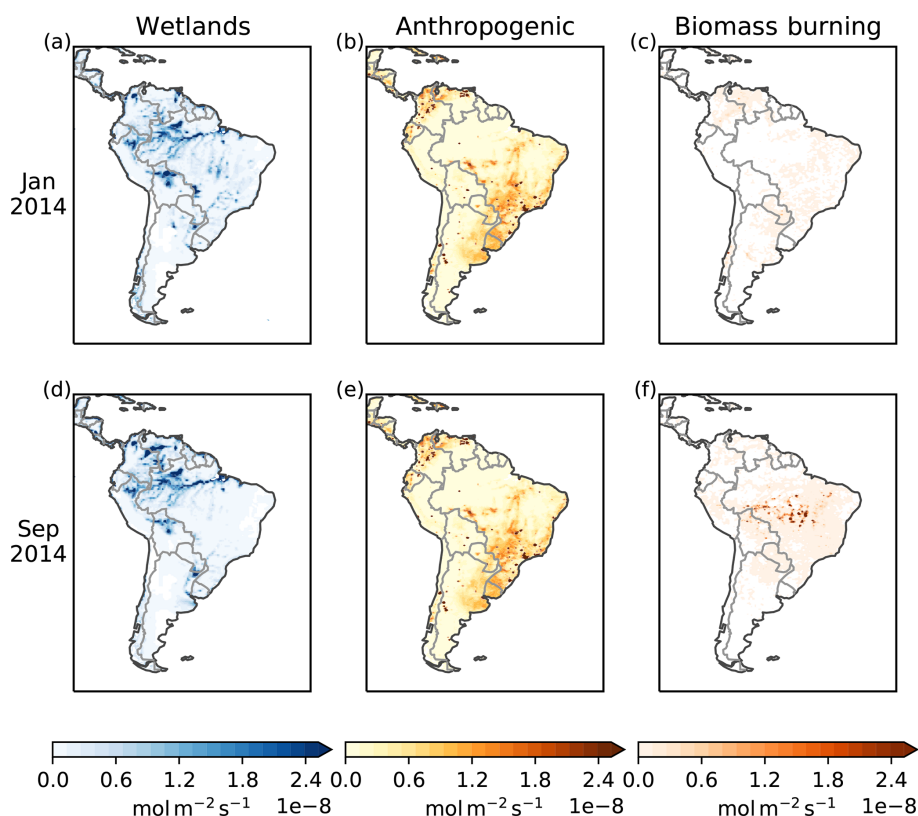 Wetlands Anthropogenic Biomass burning
(a) (b) (c)
Jan
2014
(d) (e) (f)
Sep
2014
0.0 0.6 1.2 1.8 2.4 0.0 0.6 1.2 1.8 2.4 0.0 0.6 1.2 1.8 2.4
mol m⁻² s⁻¹ 1e−8 mol m⁻² s⁻¹ 1e−8 mol m⁻² s⁻¹ 1e−8